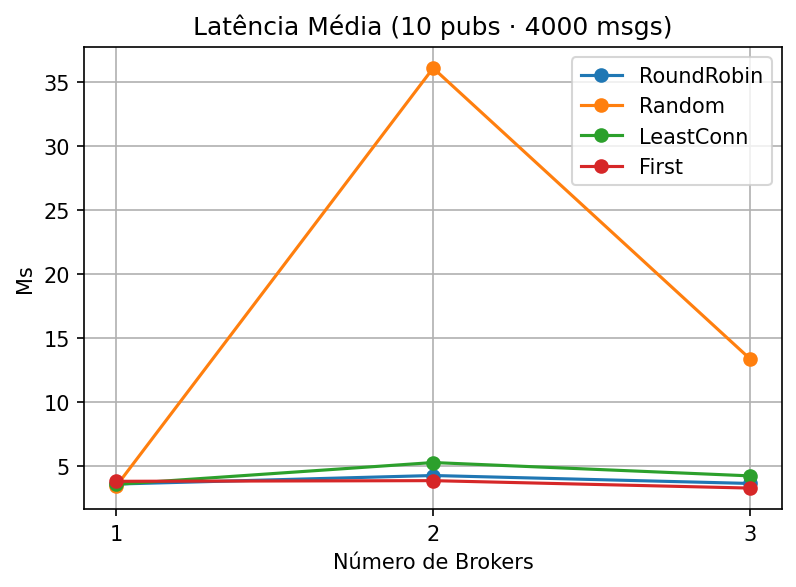 Latência Média (10 pubs · 4000 msgs)
RoundRobin
Random
LeastConn
First
35
30
25
20
15
10
5
Ms
1 2 3
Número de Brokers